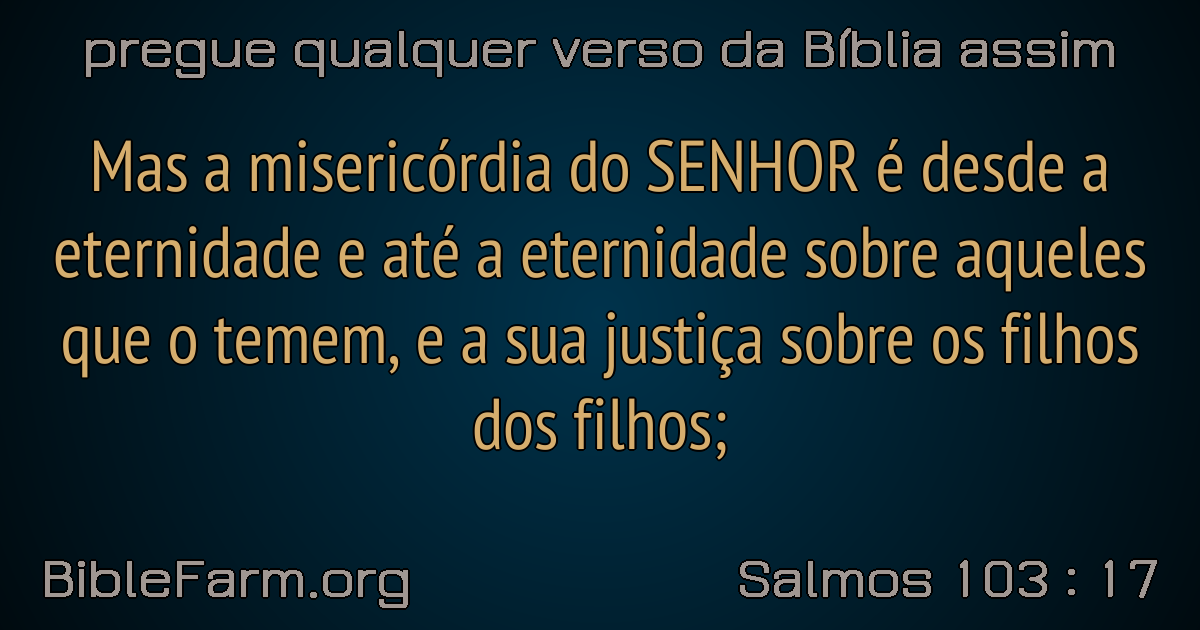 pregue qualquer verso da Bíblia assim
Mas a misericórdia do SENHOR é desde a
eternidade e até a eternidade sobre aqueles
que o temem, e a sua justiça sobre os filhos
dos filhos;
BibleFarm.org
Salmos 103 : 17